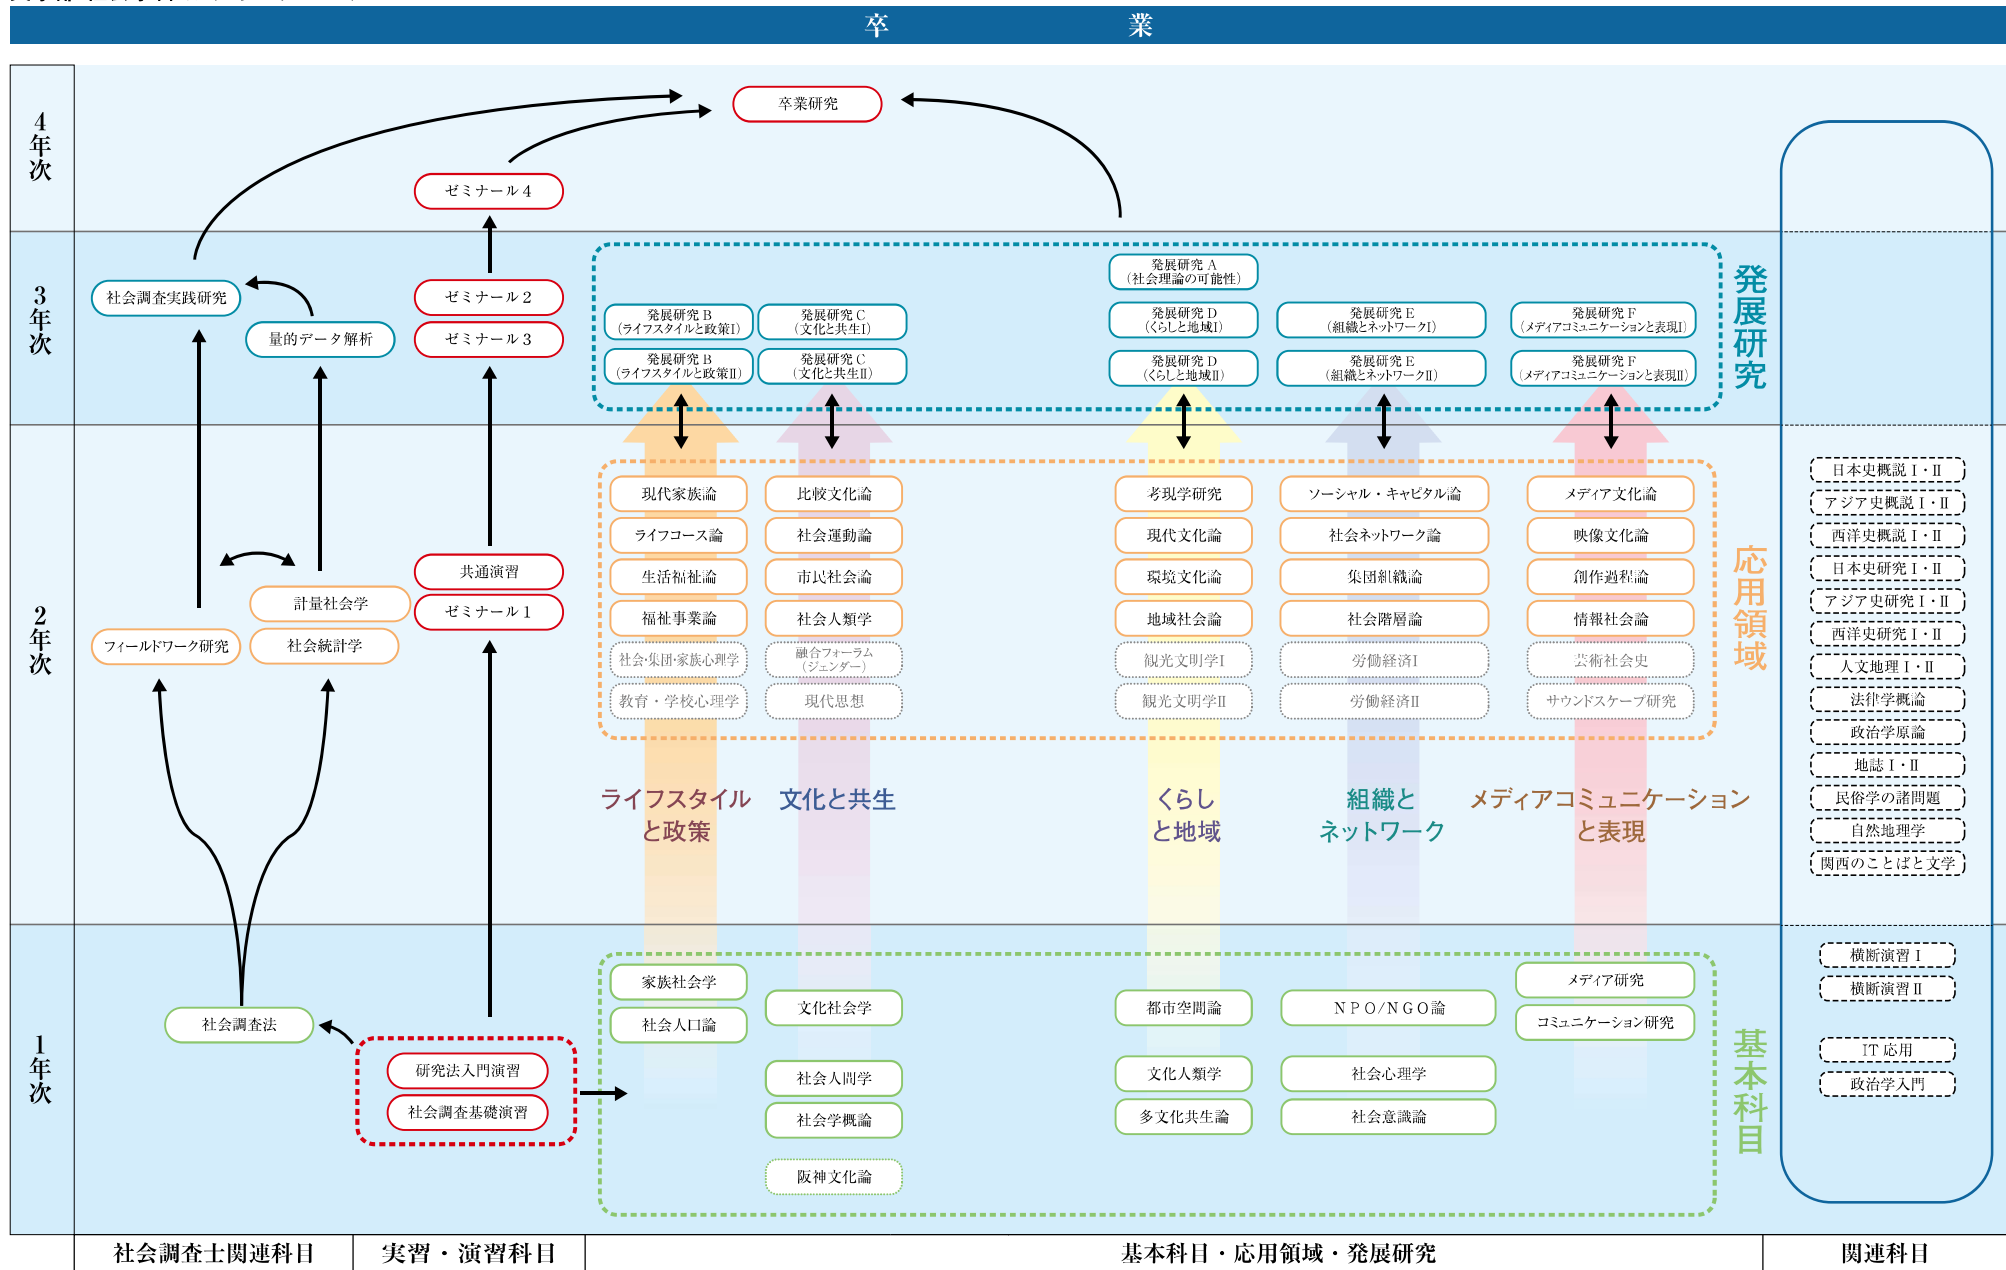 卒業
4年次
卒業研究
ゼミナール4
3年次
社会調査実践研究
量的データ解析
ゼミナール2
ゼミナール3
発展研究 A
（社会理論の可能性）
発展研究 B
（ライフスタイルと政策Ⅰ）
発展研究 C
（文化と共生Ⅰ）
発展研究 D
（くらしと地域Ⅰ）
発展研究 E
（組織とネットワークⅠ）
発展研究 F
（メディアコミュニケーションと表現Ⅰ）
発展研究 B
（ライフスタイルと政策Ⅱ）
発展研究 C
（文化と共生Ⅱ）
発展研究 D
（くらしと地域Ⅱ）
発展研究 E
（組織とネットワークⅡ）
発展研究 F
（メディアコミュニケーションと表現Ⅱ）
発展研究
2年次
計量社会学
社会統計学
フィールドワーク研究
共通演習
ゼミナール1
現代家族論
ライフコース論
生活福祉論
福祉事業論
社会・集団・家族心理学
教育・学校心理学
比較文化論
社会運動論
市民社会論
社会人類学
融合フォーラム
（ジェンダー）
現代思想
考現学研究
現代文化論
環境文化論
地域社会論
観光文明学Ⅰ
観光文明学Ⅱ
ソーシャル・キャピタル論
社会ネットワーク論
集団組織論
社会階層論
労働経済Ⅰ
労働経済Ⅱ
メディア文化論
映像文化論
創作過程論
情報社会論
芸術社会史
サウンドスケープ研究
応用領域
ライフスタイル
と政策
文化と共生
くらし
と地域
組織と
ネットワーク
メディアコミュニケーション
と表現
日本史概説Ⅰ・Ⅱ
アジア史概説Ⅰ・Ⅱ
西洋史概説Ⅰ・Ⅱ
日本史研究Ⅰ・Ⅱ
アジア史研究Ⅰ・Ⅱ
西洋史研究Ⅰ・Ⅱ
人文地理Ⅰ・Ⅱ
法律学概論
政治学原論
地誌Ⅰ・Ⅱ
民俗学の諸問題
自然地理学
関西のことばと文学
1年次
社会調査法
研究法入門演習
社会調査基礎演習
家族社会学
社会人口論
文化社会学
社会人間学
社会学概論
阪神文化論
都市空間論
文化人類学
多文化共生論
NPO/NGO論
社会心理学
社会意識論
メディア研究
コミュニケーション研究
基本科目
横断演習Ⅰ
横断演習Ⅱ
IT応用
政治学入門
社会調査士関連科目
実習・演習科目
基本科目・応用領域・発展研究
関連科目